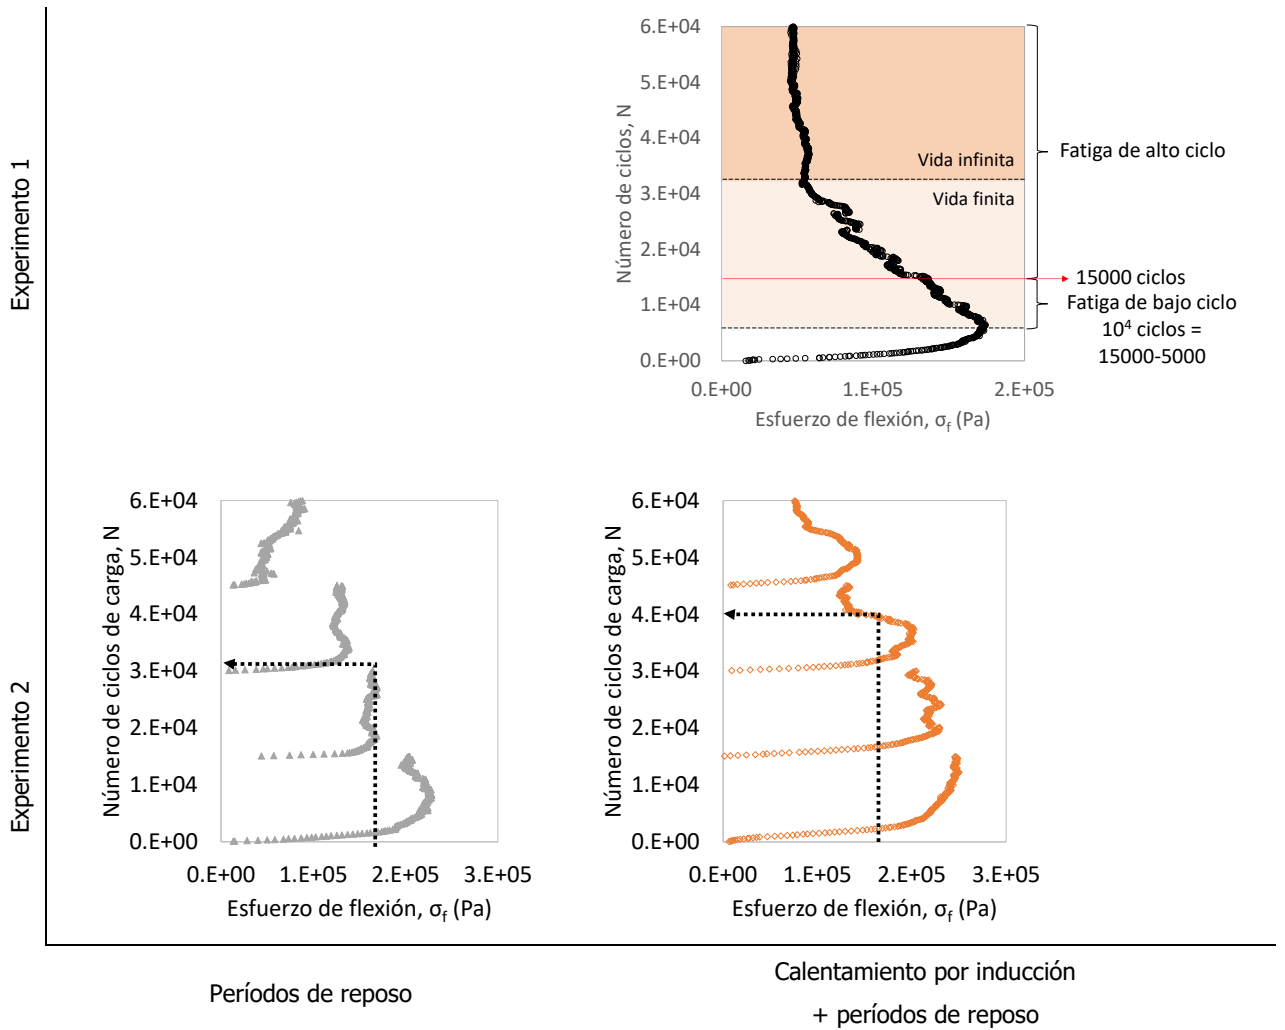 Experimento 1
Número de ciclos, N
6.E+04
5.E+04
4.E+04
3.E+04
2.E+04
1.E+04
0.E+00
0.E+00 1.E+05 2.E+05
Esfuerzo de flexión, σf (Pa)
Vida infinita
Vida finita
Fatiga de alto ciclo
15000 ciclos
Fatiga de bajo ciclo
10⁴ ciclos =
15000-5000
Experimento 2
Número de ciclos de carga, N
6.E+04
5.E+04
4.E+04
3.E+04
2.E+04
1.E+04
0.E+00
0.E+00 1.E+05 2.E+05 3.E+05
Esfuerzo de flexión, σf (Pa)
Número de ciclos de carga, N
6.E+04
5.E+04
4.E+04
3.E+04
2.E+04
1.E+04
0.E+00
0.E+00 1.E+05 2.E+05 3.E+05
Esfuerzo de flexión, σf (Pa)
Períodos de reposo
Calentamiento por inducción
+ períodos de reposo